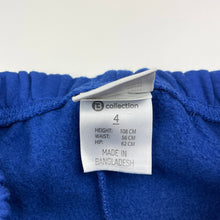 B collection
4
HEIGHT: 108 CM
WAIST: 56 CM
HIP: 62 CM
MADE IN
BANGLADESH